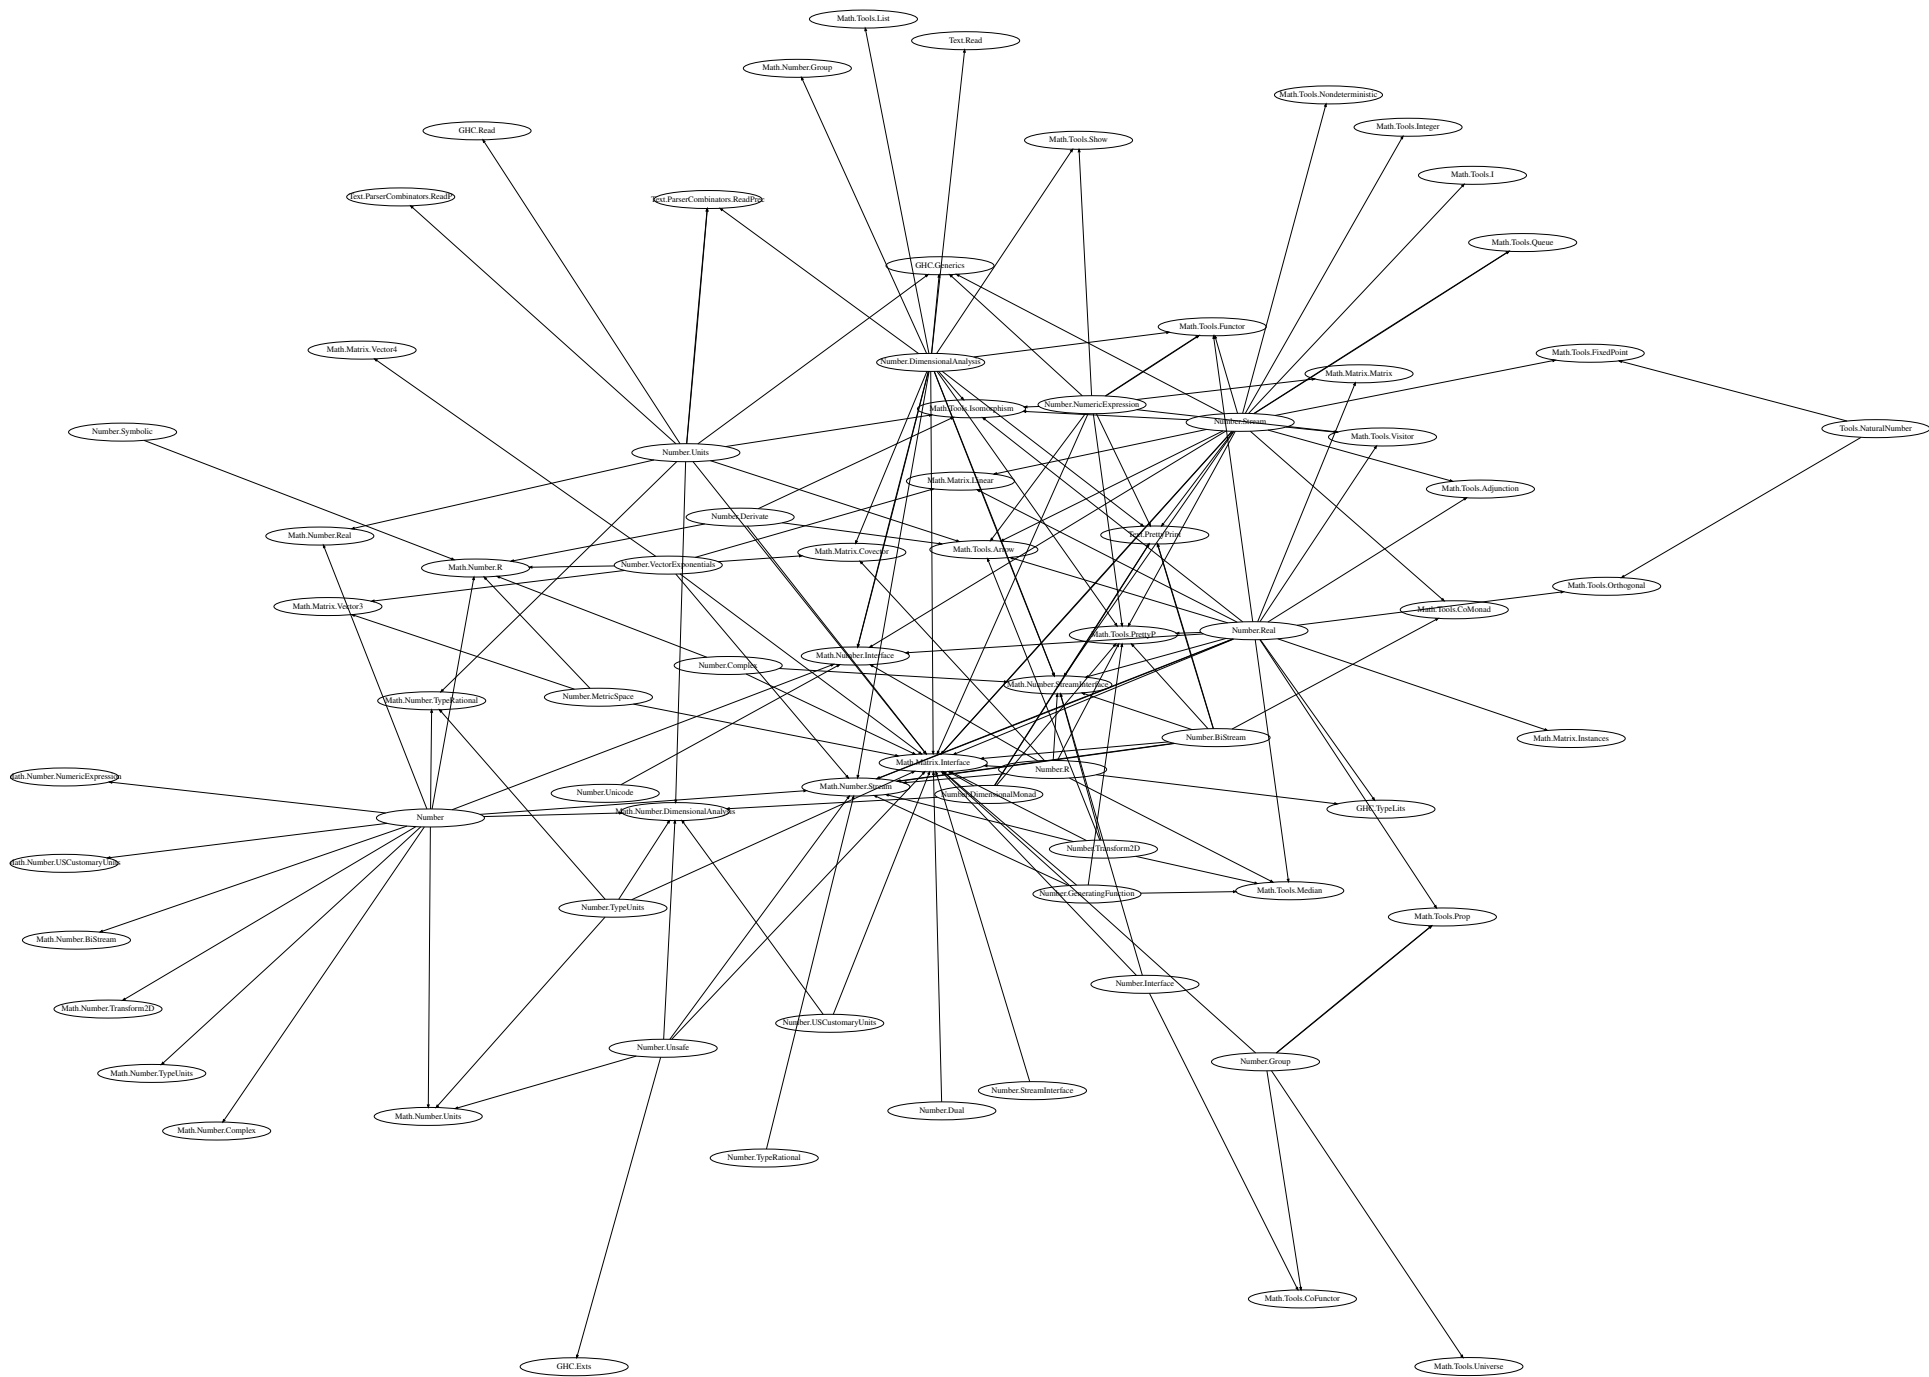 Math.Tools.List
Text.Read
Math.Number.Group
Math.Tools.Nondeterministic
Math.Tools.Integer
GHC.Read
Math.Tools.Show
Math.Tools.I
Text.ParserCombinators.ReadP
Text.ParserCombinators.ReadPrec
Math.Tools.Queue
GHC.Generics
Math.Tools.Functor
Math.Matrix.Vector4
Math.Tools.FixedPoint
Number.DimensionalAnalysis
Math.Matrix.Matrix
Number.NumericExpression
Math.Tools.Isomorphism
Number.Stream
Tools.NaturalNumber
Number.Symbolic
Math.Tools.Visitor
Number.Units
Math.Matrix.Linear
Math.Tools.Adjunction
Number.Derivate
Math.Number.Real
Text.PrettyPrint
Math.Tools.Arrow
Math.Matrix.Covector
Number.VectorExponentials
Math.Number.R
Math.Tools.Orthogonal
Math.Matrix.Vector3
Math.Tools.CoMonad
Number.Real
Math.Tools.PrettyP
Math.Number.Interface
Number.Complex
Math.Number.StreamInterface
Number.MetricSpace
Math.Number.TypeRational
Number.BiStream
Math.Matrix.Instances
Math.Matrix.Interface
Number.R
Math.Number.NumericExpression
Math.Number.Stream
Number.Unicode
Number.DimensionalMonad
GHC.TypeLits
Math.Number.DimensionalAnalysis
Number
Number.Transform2D
Math.Number.USCustomaryUnits
Math.Tools.Median
Number.GeneratingFunction
Number.TypeUnits
Math.Tools.Prop
Math.Number.BiStream
Number.Interface
Math.Number.Transform2D
Number.USCustomaryUnits
Number.Unsafe
Number.Group
Math.Number.TypeUnits
Number.StreamInterface
Number.Dual
Math.Number.Units
Math.Number.Complex
Number.TypeRational
Math.Tools.CoFunctor
GHC.Exts
Math.Tools.Universe